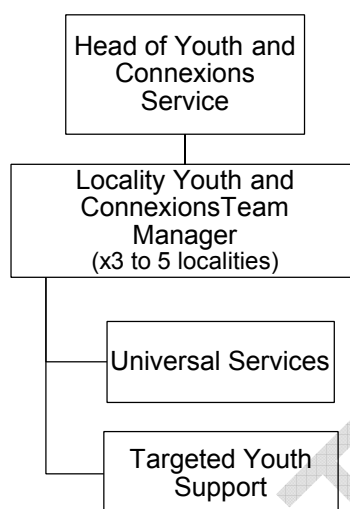 Head of Youth and
Connexions
Service
Locality Youth and
ConnexionsTeam
Manager
(x3 to 5 localities)
Universal Services
Targeted Youth
Support